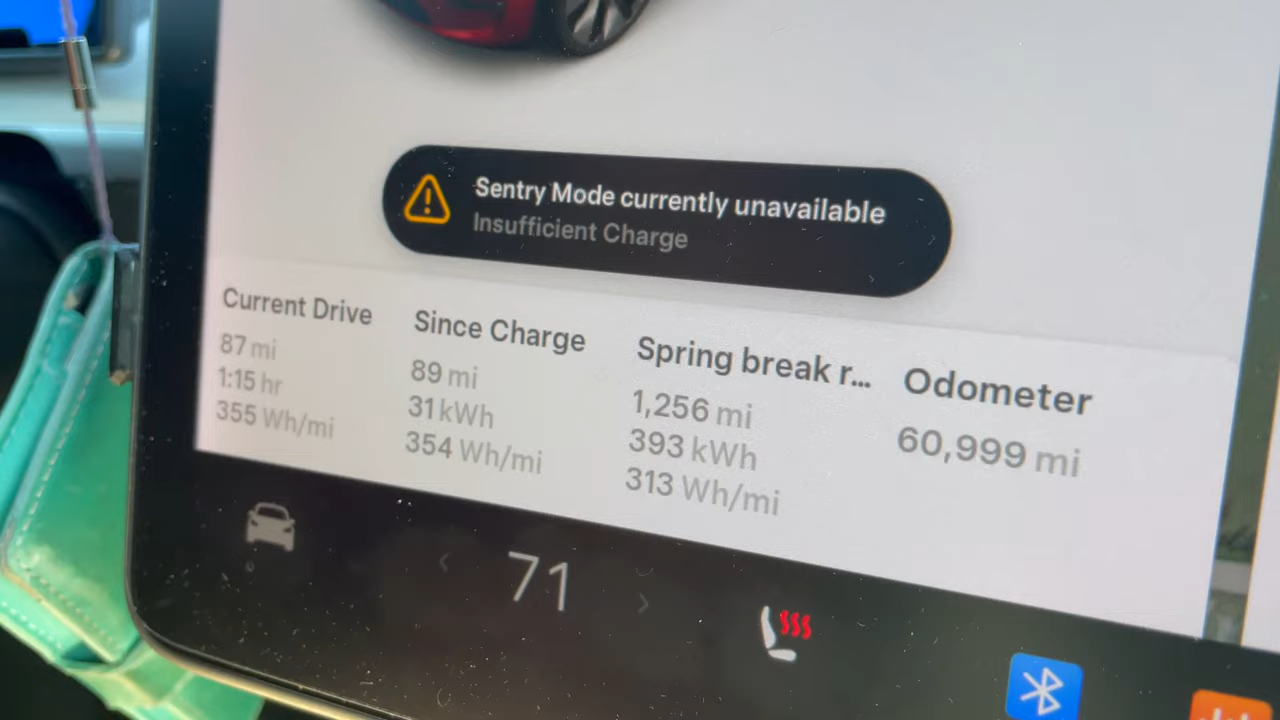 Sentry Mode currently unavailable
Insufficient Charge
Current Drive
87 mi
1:15 hr
355 Wh/mi
Since Charge
89 mi
31 kWh
354 Wh/mi
Spring break r...
1,256 mi
393 kWh
313 Wh/mi
Odometer
60,999 mi
71